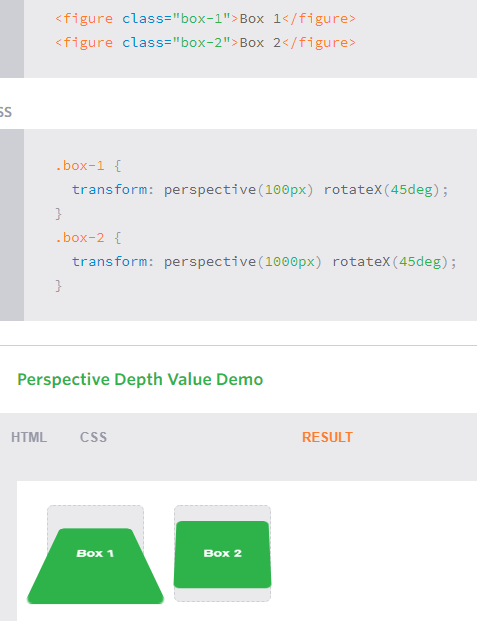 <figure class="box-1">Box 1</figure>
<figure class="box-2">Box 2</figure>
SS
.box-1 {
transform: perspective(100px) rotateX(45deg);
}
.box-2 {
transform: perspective(1000px) rotateX(45deg);
}
Perspective Depth Value Demo
HTML CSS RESULT
Box 1 Box 2